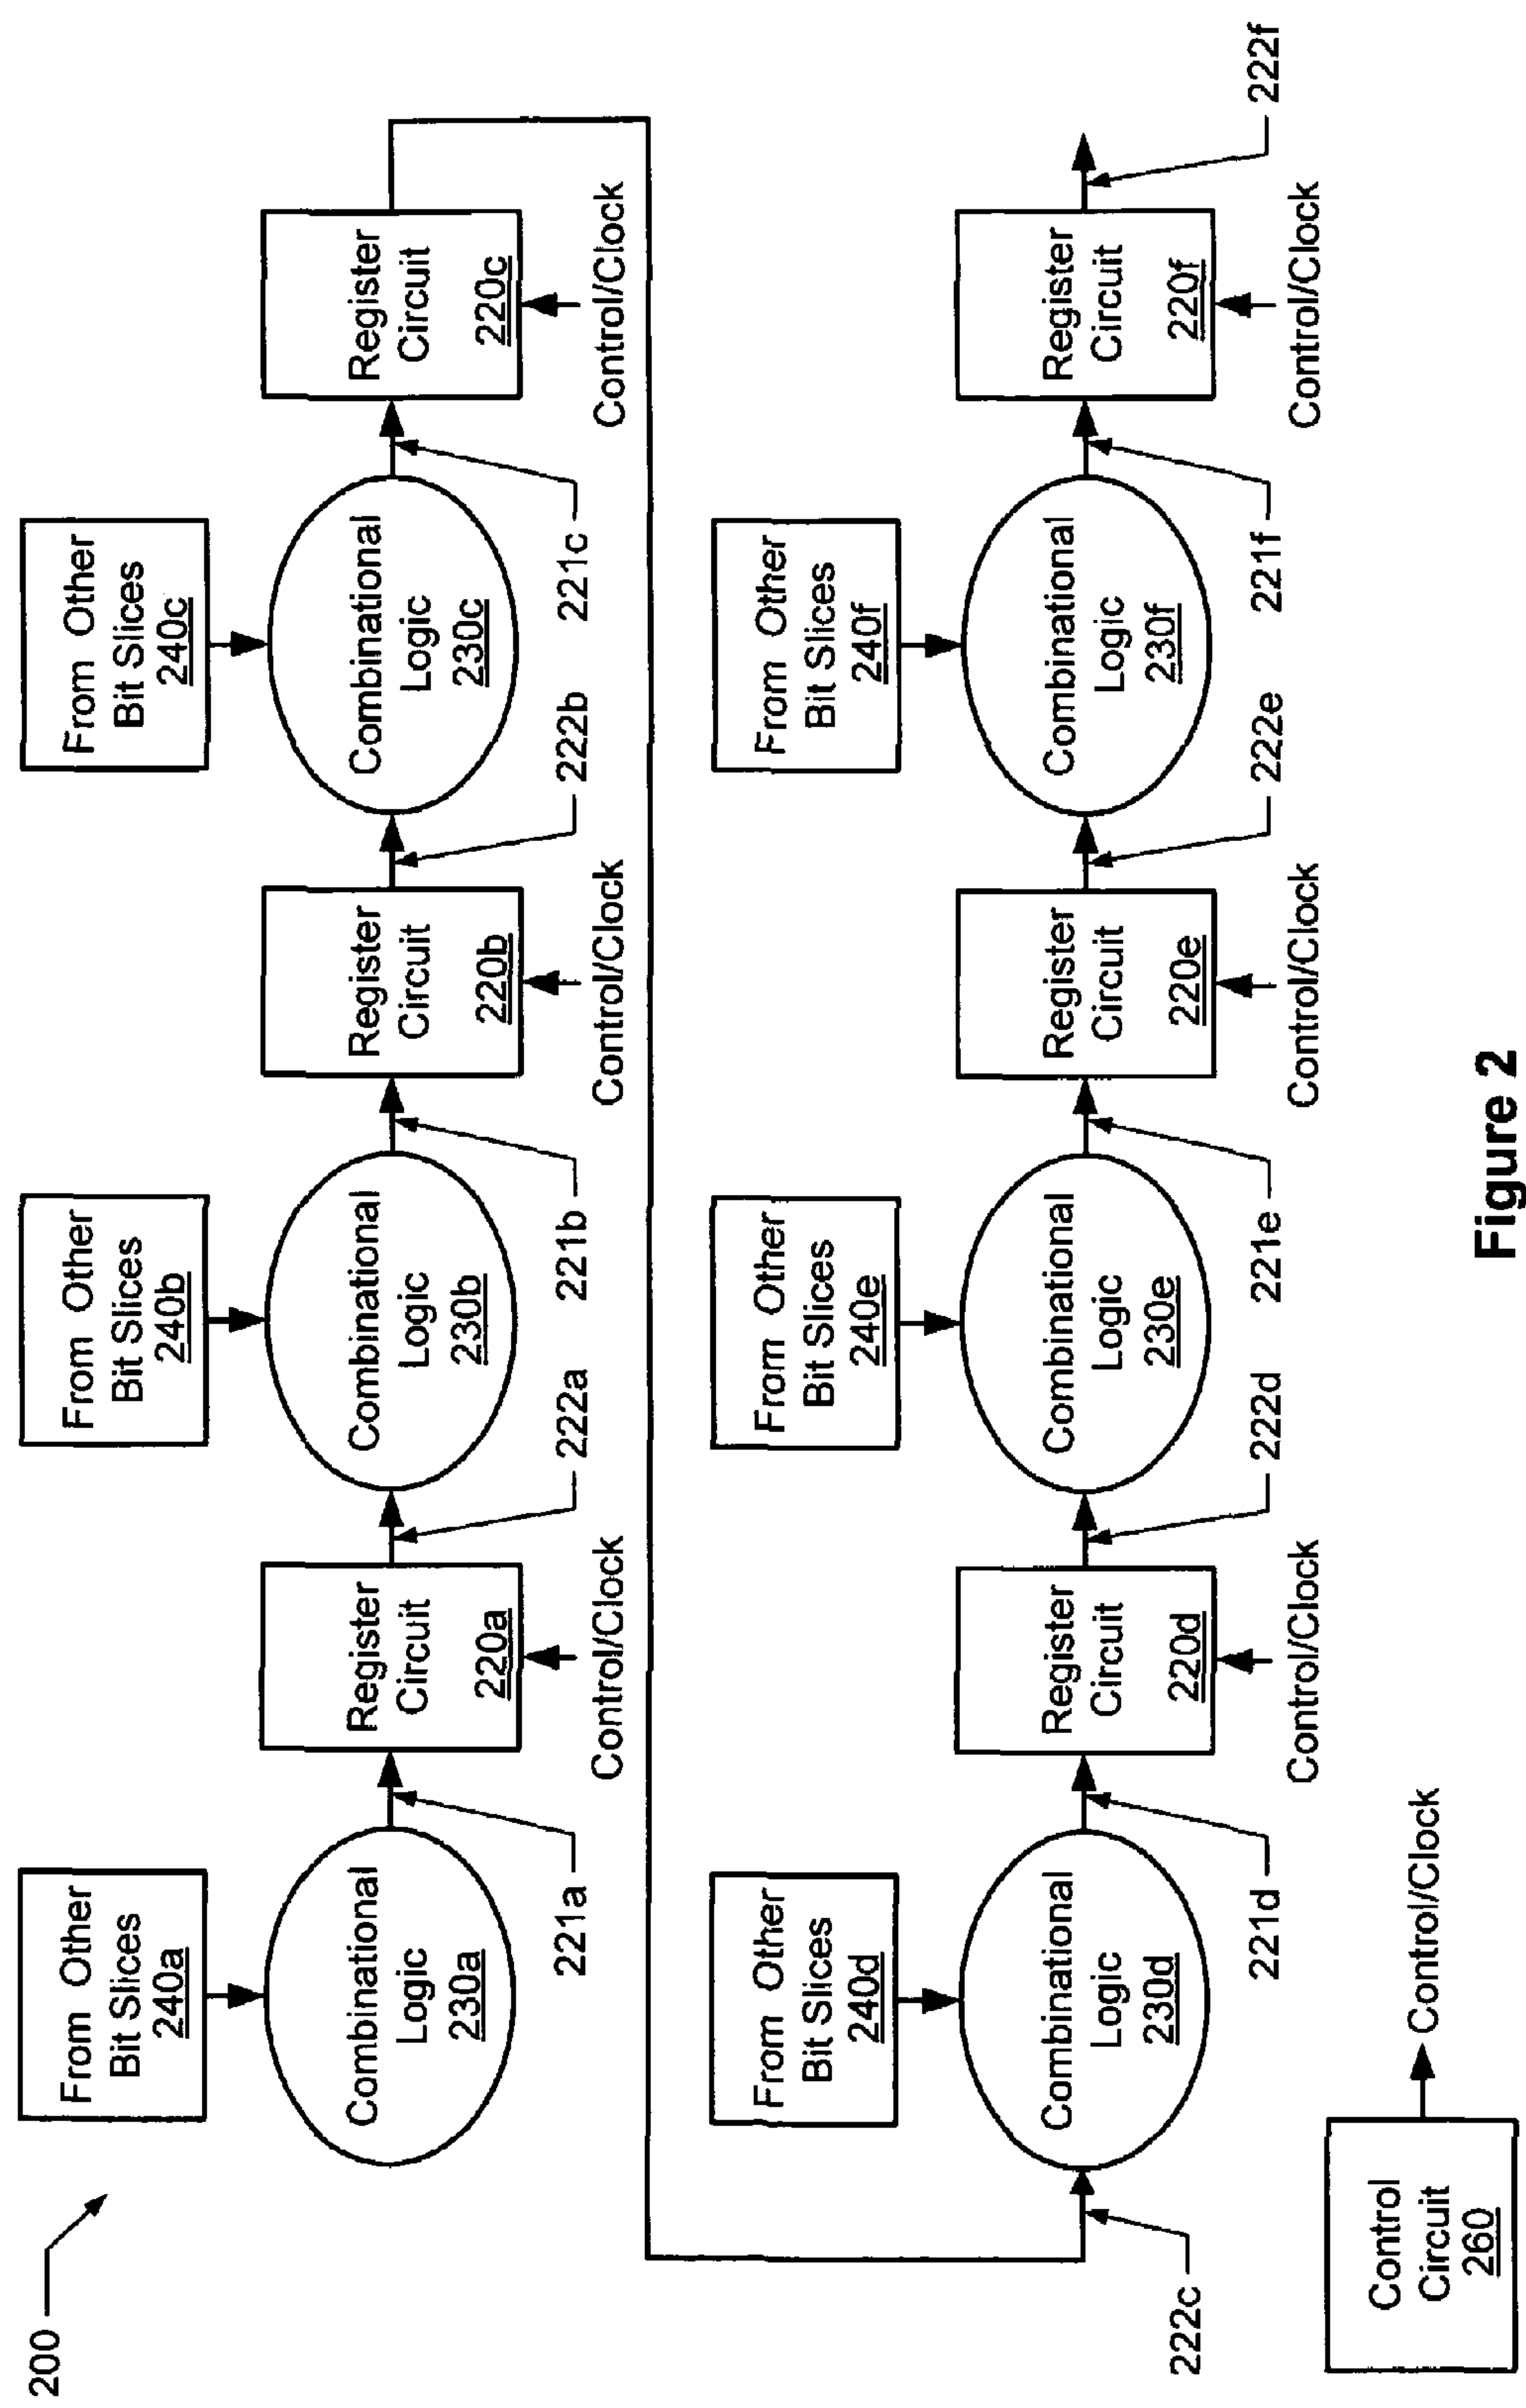 200
From Other
Bit Slices
240a
From Other
Bit Slices
240b
From Other
Bit Slices
240c
Combinational
Logic
230a
Register
Circuit
220a
Combinational
Logic
230b
Register
Circuit
220b
Combinational
Logic
230c
Register
Circuit
220c
221a
222a
221b
222b
221c
Control/Clock
Control/Clock
Control/Clock
From Other
Bit Slices
240d
From Other
Bit Slices
240e
From Other
Bit Slices
240f
Combinational
Logic
230d
Register
Circuit
220d
Combinational
Logic
230e
Register
Circuit
220e
Combinational
Logic
230f
Register
Circuit
220f
222c
221d
222d
221e
222e
221f
222f
Control/Clock
Control/Clock
Control/Clock
Control
Circuit
260
Control/Clock
Figure 2